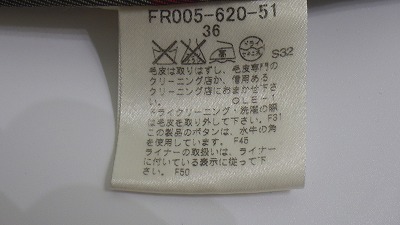 FR005-620-51
36
ドライ
S32
毛皮は取りはずし、毛皮専門の
クリーニング店か、信用ある
クリーニング店におまかせ下さ
い。 OLE-1
ドライクリーニング・洗濯の際
は毛皮を取り外して下さい。F31
この製品のボタンは、水牛の角
を使用しています。 F46
ライナーの取扱いは、ライナー
に付いている表示に従って下
さい。 F50